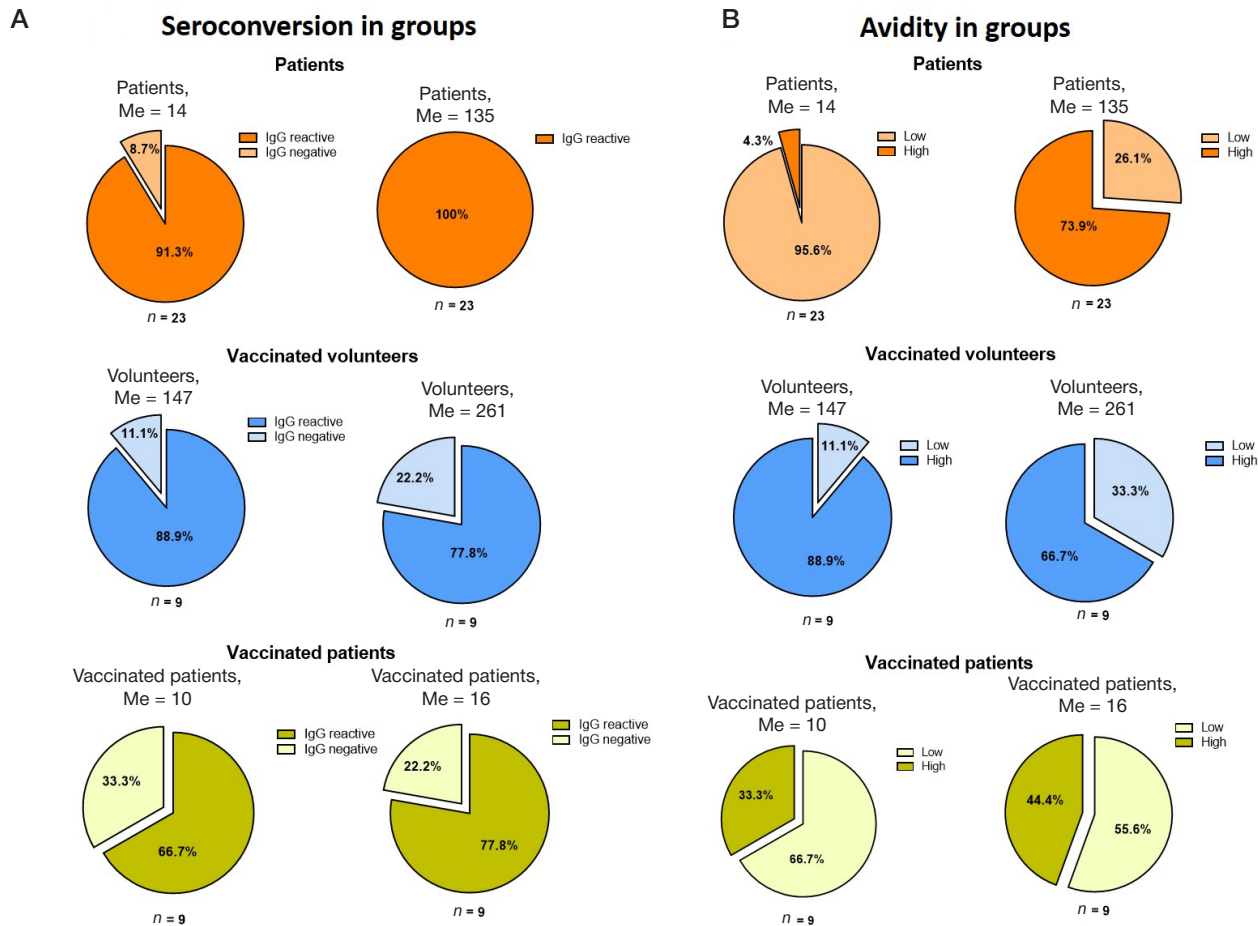 A
Seroconversion in groups
Patients
Patients,
Me = 14
8.7%
91.3%
IgG reactive
IgG negative
n = 23
Patients,
Me = 135
100%
IgG reactive
n = 23
Vaccinated volunteers
Volunteers,
Me = 147
11.1%
88.9%
IgG reactive
IgG negative
n = 9
Volunteers,
Me = 261
22.2%
77.8%
n = 9
Vaccinated patients
Vaccinated patients,
Me = 10
33.3%
66.7%
IgG reactive
IgG negative
n = 9
Vaccinated patients,
Me = 16
22.2%
77.8%
IgG reactive
IgG negative
n = 9
B
Avidity in groups
Patients
Patients,
Me = 14
4.3%
95.6%
Low
High
n = 23
Patients,
Me = 135
26.1%
73.9%
Low
High
n = 23
Vaccinated volunteers
Volunteers,
Me = 147
11.1%
88.9%
Low
High
n = 9
Volunteers,
Me = 261
33.3%
66.7%
Low
High
n = 9
Vaccinated patients
Vaccinated patients,
Me = 10
33.3%
66.7%
Low
High
n = 9
Vaccinated patients,
Me = 16
44.4%
55.6%
Low
High
n = 9